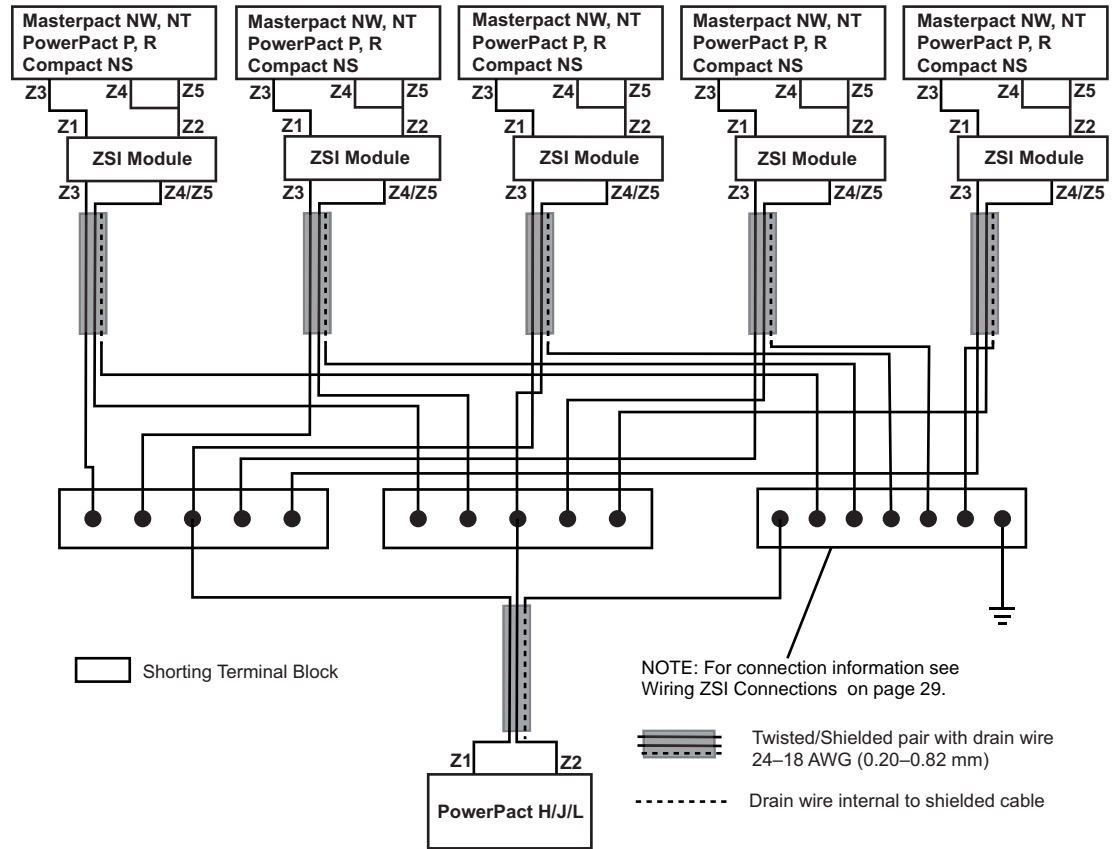 Masterpact NW, NT
PowerPact P, R
Compact NS
Masterpact NW, NT
PowerPact P, R
Compact NS
Masterpact NW, NT
PowerPact P, R
Compact NS
Masterpact NW, NT
PowerPact P, R
Compact NS
Masterpact NW, NT
PowerPact P, R
Compact NS
Z3 Z4 Z5
Z3 Z4 Z5
Z3 Z4 Z5
Z3 Z4 Z5
Z3 Z4 Z5
Z1 Z2
Z1 Z2
Z1 Z2
Z1 Z2
Z1 Z2
ZSI Module
ZSI Module
ZSI Module
ZSI Module
ZSI Module
Z3 Z4/Z5
Z3 Z4/Z5
Z3 Z4/Z5
Z3 Z4/Z5
Z3 Z4/Z5
Shorting Terminal Block
NOTE: For connection information see
Wiring ZSI Connections on page 29.
Twisted/Shielded pair with drain wire
24–18 AWG (0.20–0.82 mm)
Drain wire internal to shielded cable
Z1 Z2
PowerPact H/J/L